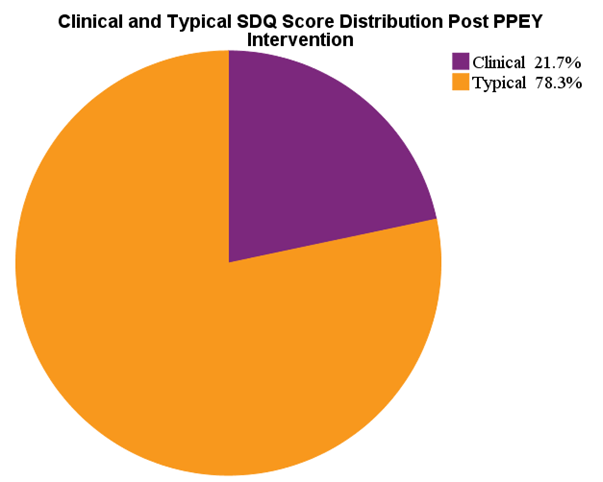 Clinical and Typical SDQ Score Distribution Post PPEY
Intervention
Clinical 21.7%
Typical 78.3%